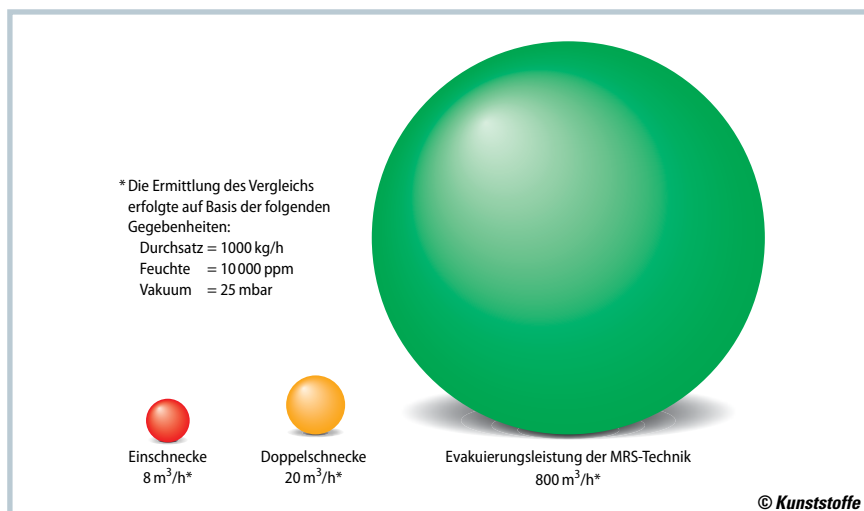 * Die Ermittlung des Vergleichs
erfolgte auf Basis der folgenden
Gegebenheiten:
Durchsatz = 1000 kg/h
Feuchte = 10 000 ppm
Vakuum = 25 mbar
Einschnecke
8 m³/h*
Doppelschnecke
20 m³/h*
Evakuierungsleistung der MRS-Technik
800 m³/h*
© Kunststoffe